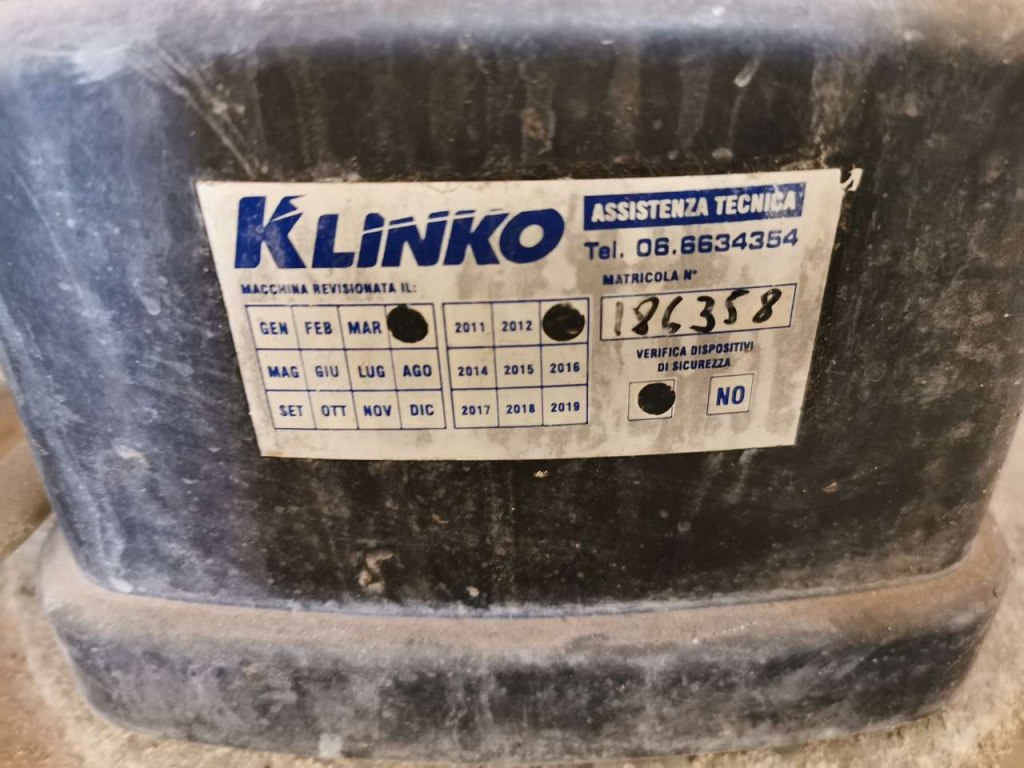 KLINKO
ASSISTENZA TECNICA
Tel. 06.6634354
MACCHINA REVISIONATA IL:
GEN FEB MAR
MAG GIU LUG AGO
SET OTT NOV DIC
2011 2012
2014 2015 2016
2017 2018 2019
MATRICOLA N°
186358
VERIFICA DISPOSITIVI
DI SICUREZZA
NO